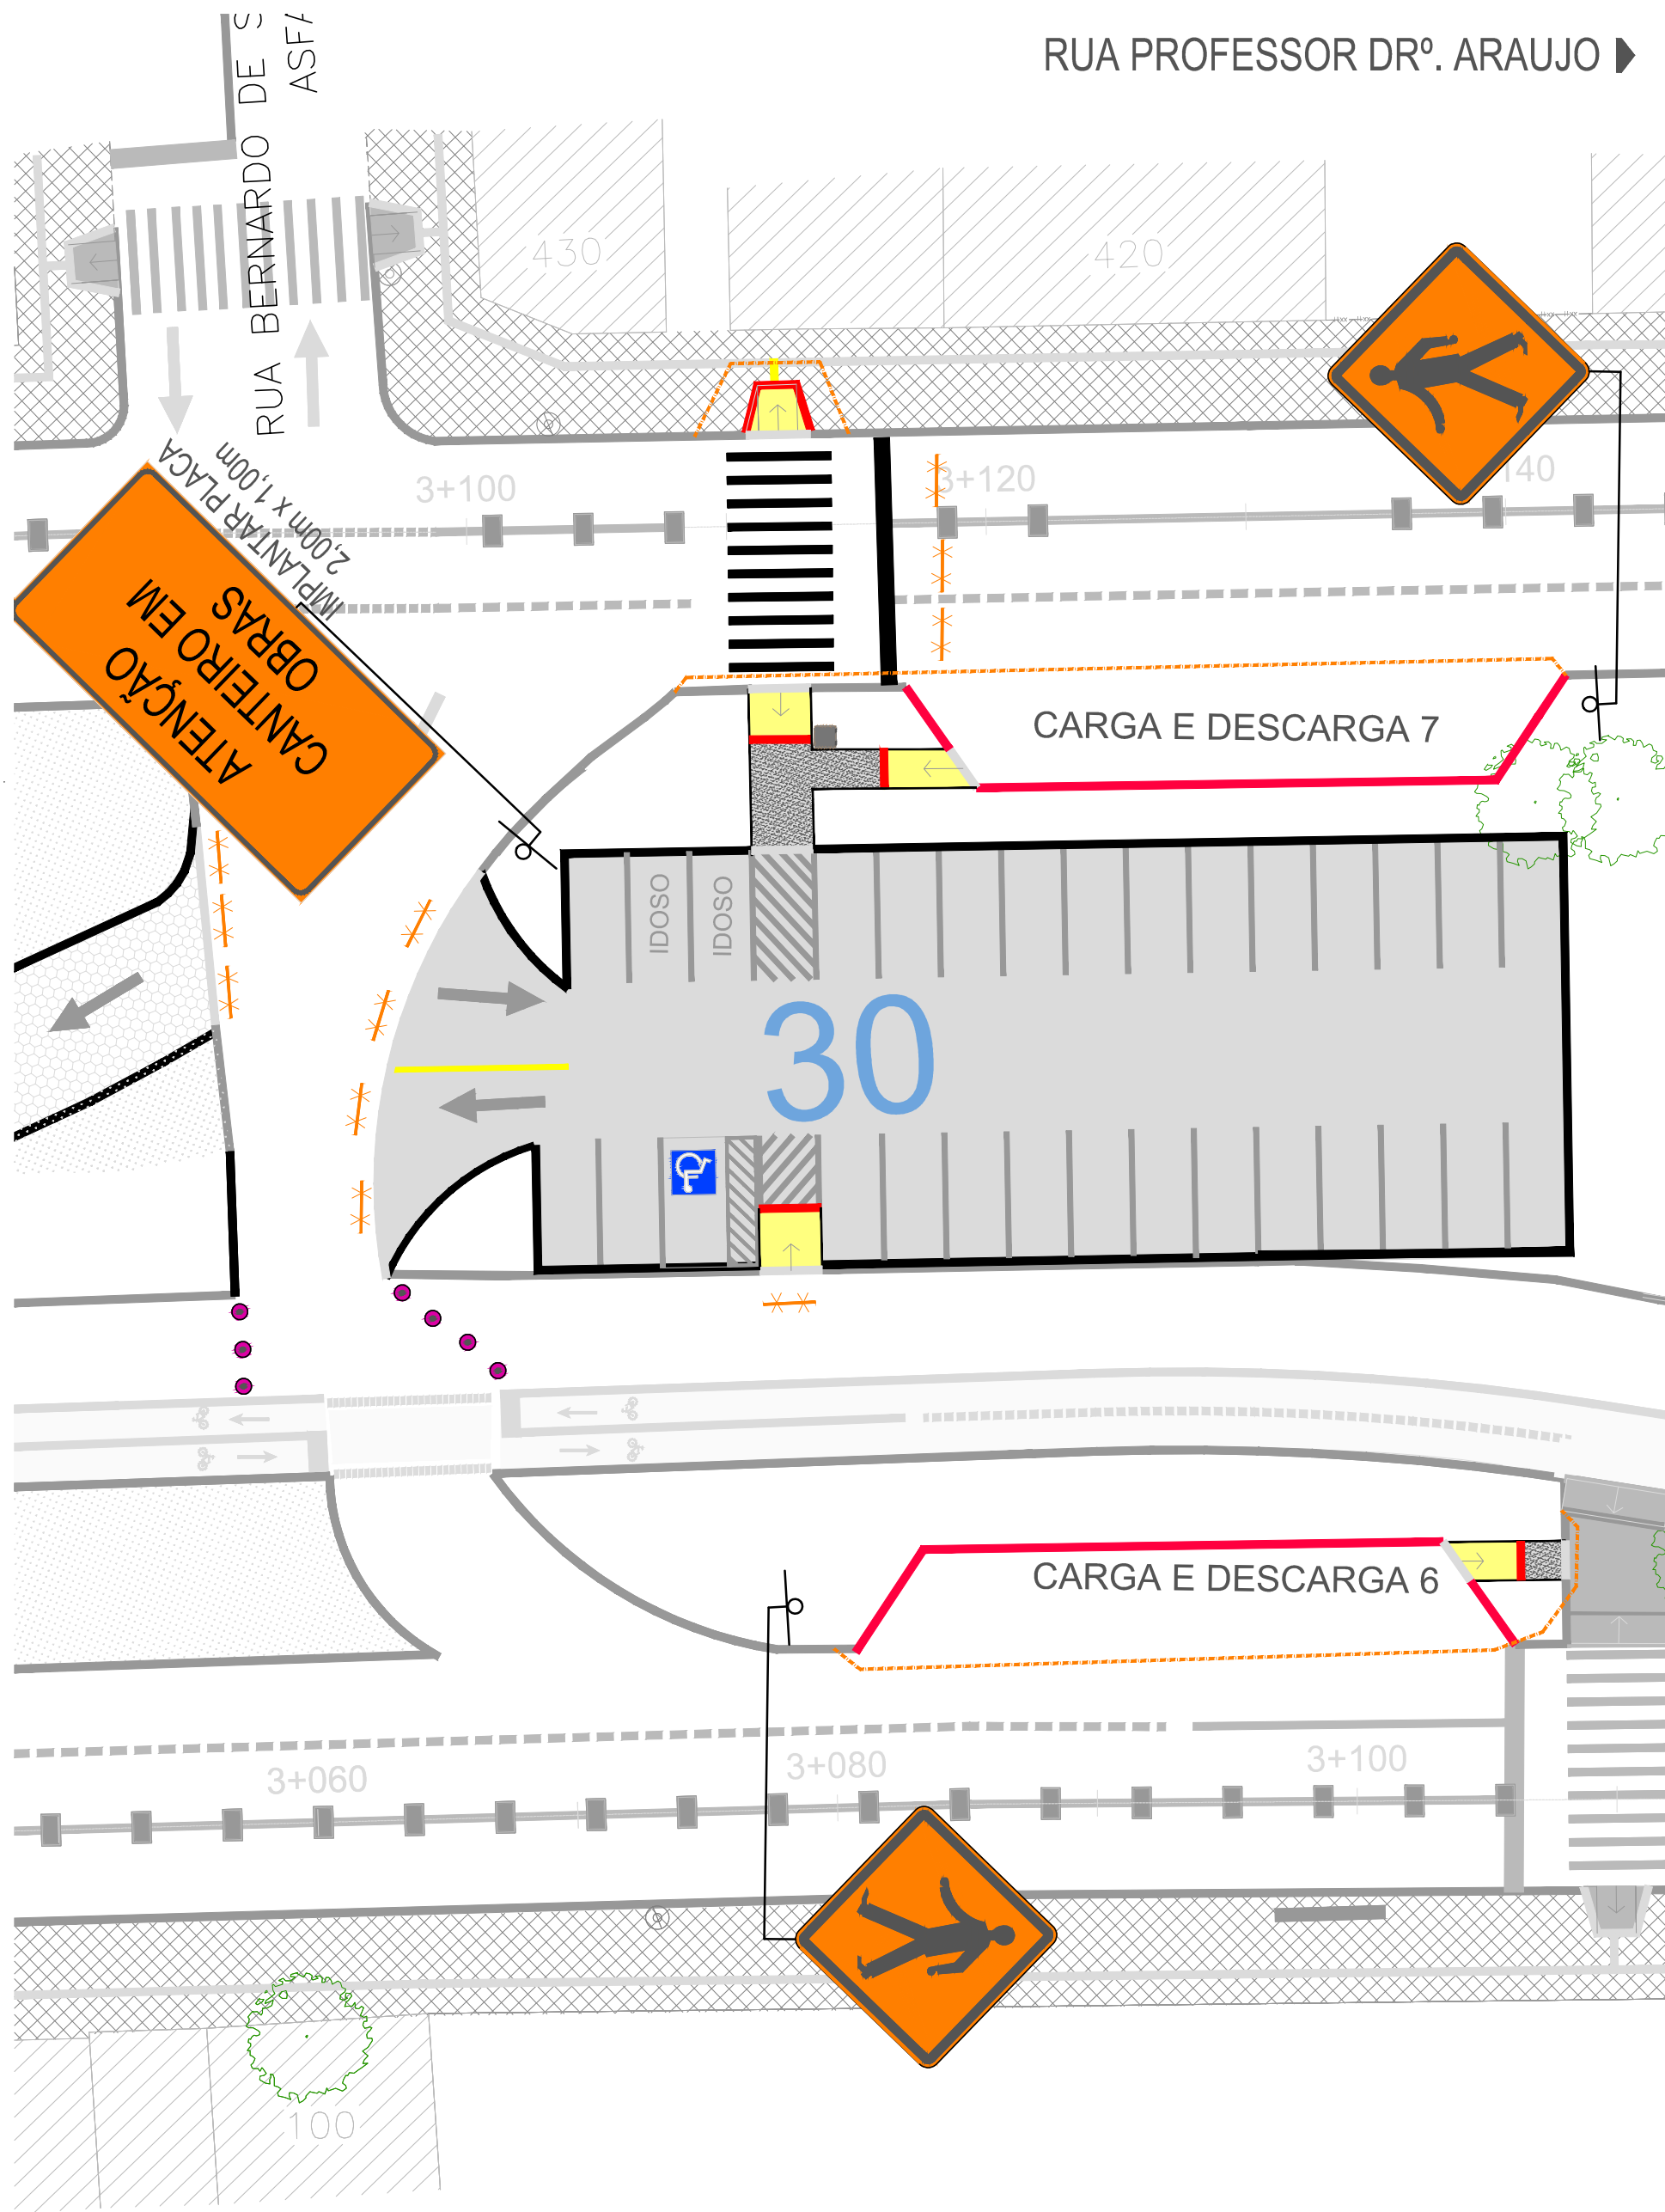 RUA PROFESSOR DRº. ARAUJO
RUA BERNARDO DE
430
420
IMPLANTAR PLACA
2,00m x 1,00m
3+100
3+120
140
ATENÇÃO
CANTEIRO EM
OBRAS
CARGA E DESCARGA 7
IDOSO
IDOSO
30
CARGA E DESCARGA 6
3+060
3+080
3+100
100